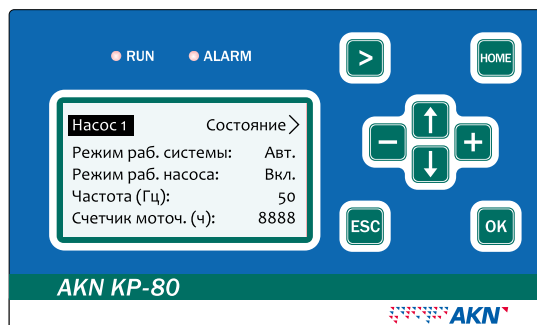 RUN ALARM
> HOME
Насос 1 Состояние >
Режим раб. системы: Авт.
Режим раб. насоса: Вкл.
Частота (Гц): 50
Счетчик моточ. (ч): 8888
ESC OK
AKN KP-80
AKN